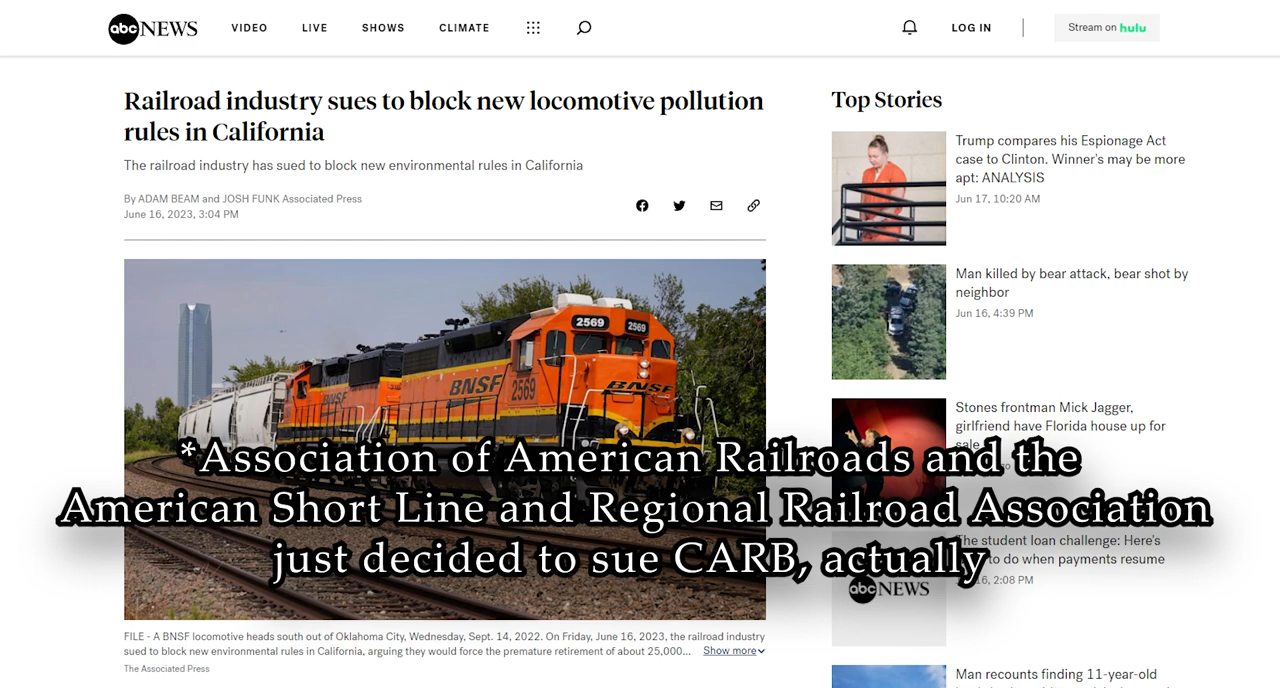 abc NEWS VIDEO LIVE SHOWS CLIMATE LOG IN Stream on hulu
Railroad industry sues to block new locomotive pollution
rules in California
The railroad industry has sued to block new environmental rules in California
By ADAM BEAM and JOSH FUNK Associated Press
June 16, 2023, 3:04 PM
2569 2569
BNSF BNSF 2569 BNSF
*Association of American Railroads and the
American Short Line and Regional Railroad Association
just decided to sue CARB, actually
FILE - A BNSF locomotive heads south out of Oklahoma City, Wednesday, Sept. 14, 2022. On Friday, June 16, 2023, the railroad industry
sued to block new environmental rules in California, arguing they would force the premature retirement of about 25,000... Show more
The Associated Press
Top Stories
Trump compares his Espionage Act
case to Clinton. Winner's may be more
apt: ANALYSIS
Jun 17, 10:20 AM
Man killed by bear attack, bear shot by
neighbor
Jun 16, 4:39 PM
Stones frontman Mick Jagger,
girlfriend have Florida house up for
sale
The student loan challenge: Here's
to do when payments resume
16, 2:08 PM
abc NEWS
Man recounts finding 11-year-old